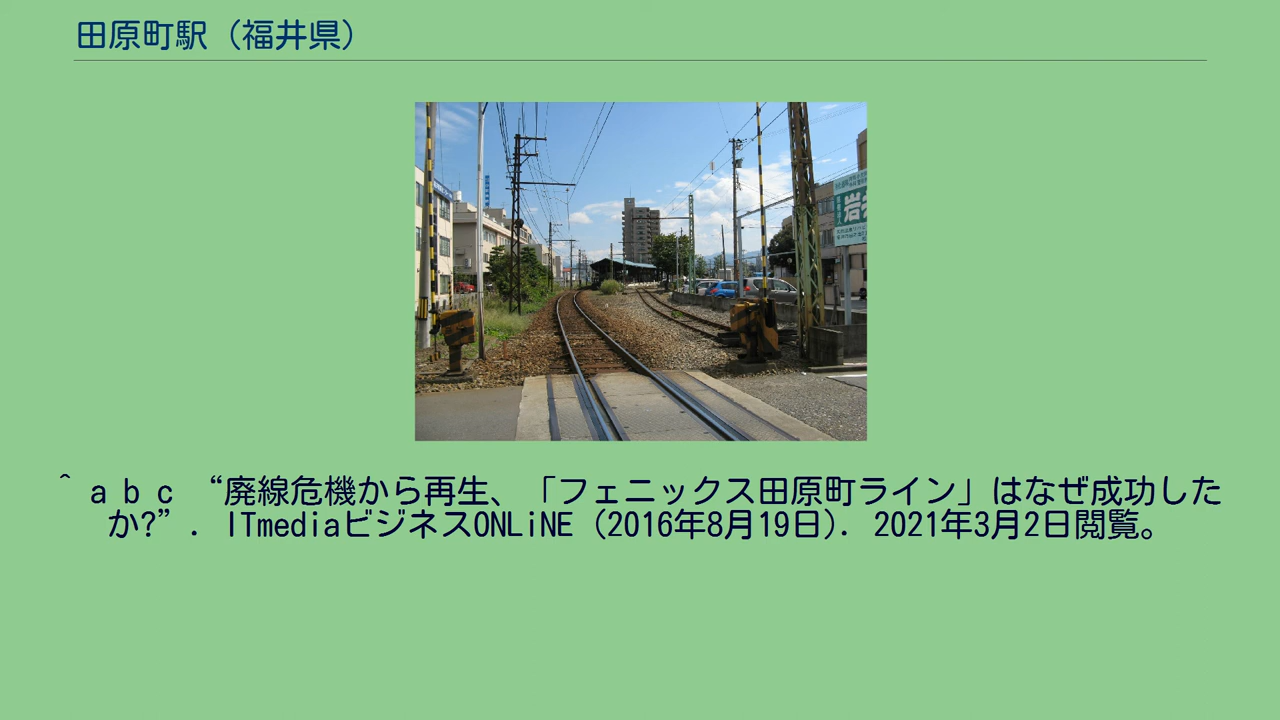 田原町駅（福井県）
岩
^ a b c “廃線危機から再生、「フェニックス田原町ライン」はなぜ成功した
か?”. ITmediaビジネスONLiNE (2016年8月19日). 2021年3月2日閲覧。